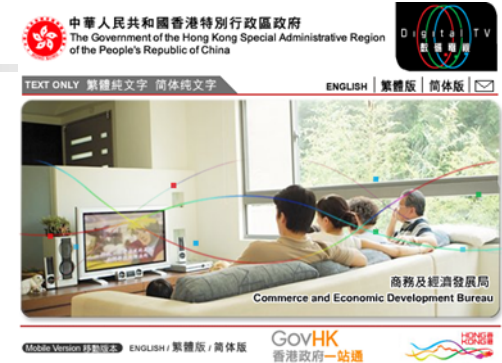 中華人民共和國香港特別行政區政府
The Government of the Hong Kong Special Administrative Region
of the People's Republic of China
Digital TV
數碼電視
TEXT ONLY 繁體純文字 简体纯文字
ENGLISH | 繁體版 | 简体版
商務及經濟發展局
Commerce and Economic Development Bureau
Mobile Version 移動版本 ENGLISH / 繁體版 / 简体版
GovHK
香港政府一站通
HONG
KONG